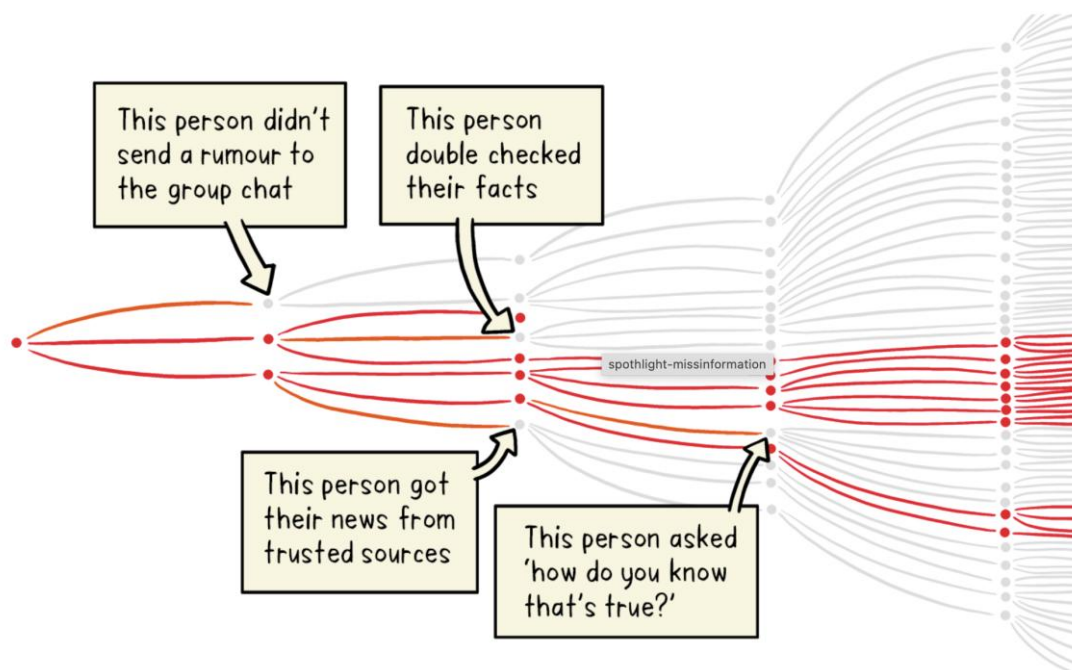 This person didn't
send a rumour to
the group chat
This person
double checked
their facts
spothlight-missinformation
This person got
their news from
trusted sources
This person asked
'how do you know
that's true?'